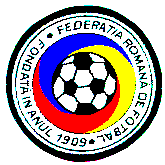 FEDERATIA ROMANA DE FOTBAL
FONDATA IN ANUL 1909